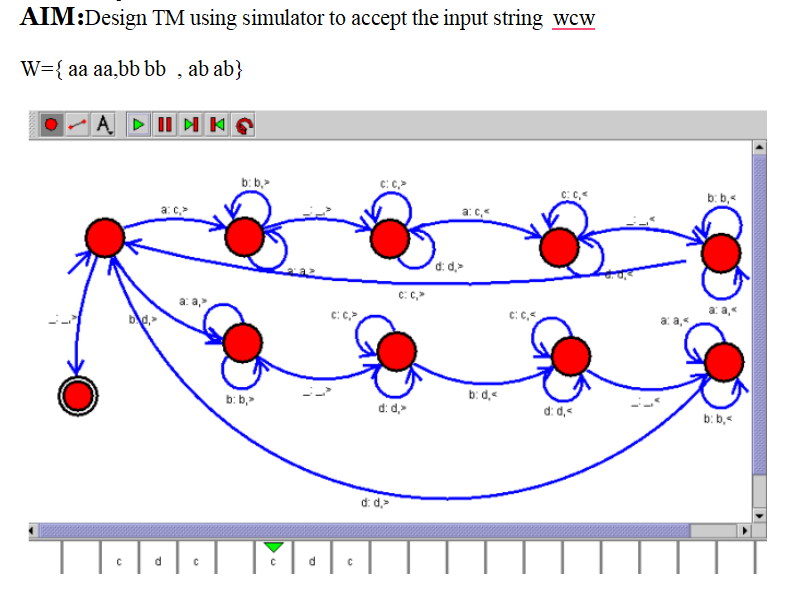 AIM:Design TM using simulator to accept the input string wcw
W={ aa aa,bb bb , ab ab}
A
b: b,> c: c,> c: c,< b: b,<
a: c,> _: _,> a: c,< _: _,<
a: a,> d: d,> d: d,<
c: c,> a: a,<
_: _,> b: d,> a: a,> c: c,> c: c,< a: a,<
b: b,> _: _,> d: d,> b: d,< d: d,< _: _,< b: b,<
d: d,>
c d c c d c